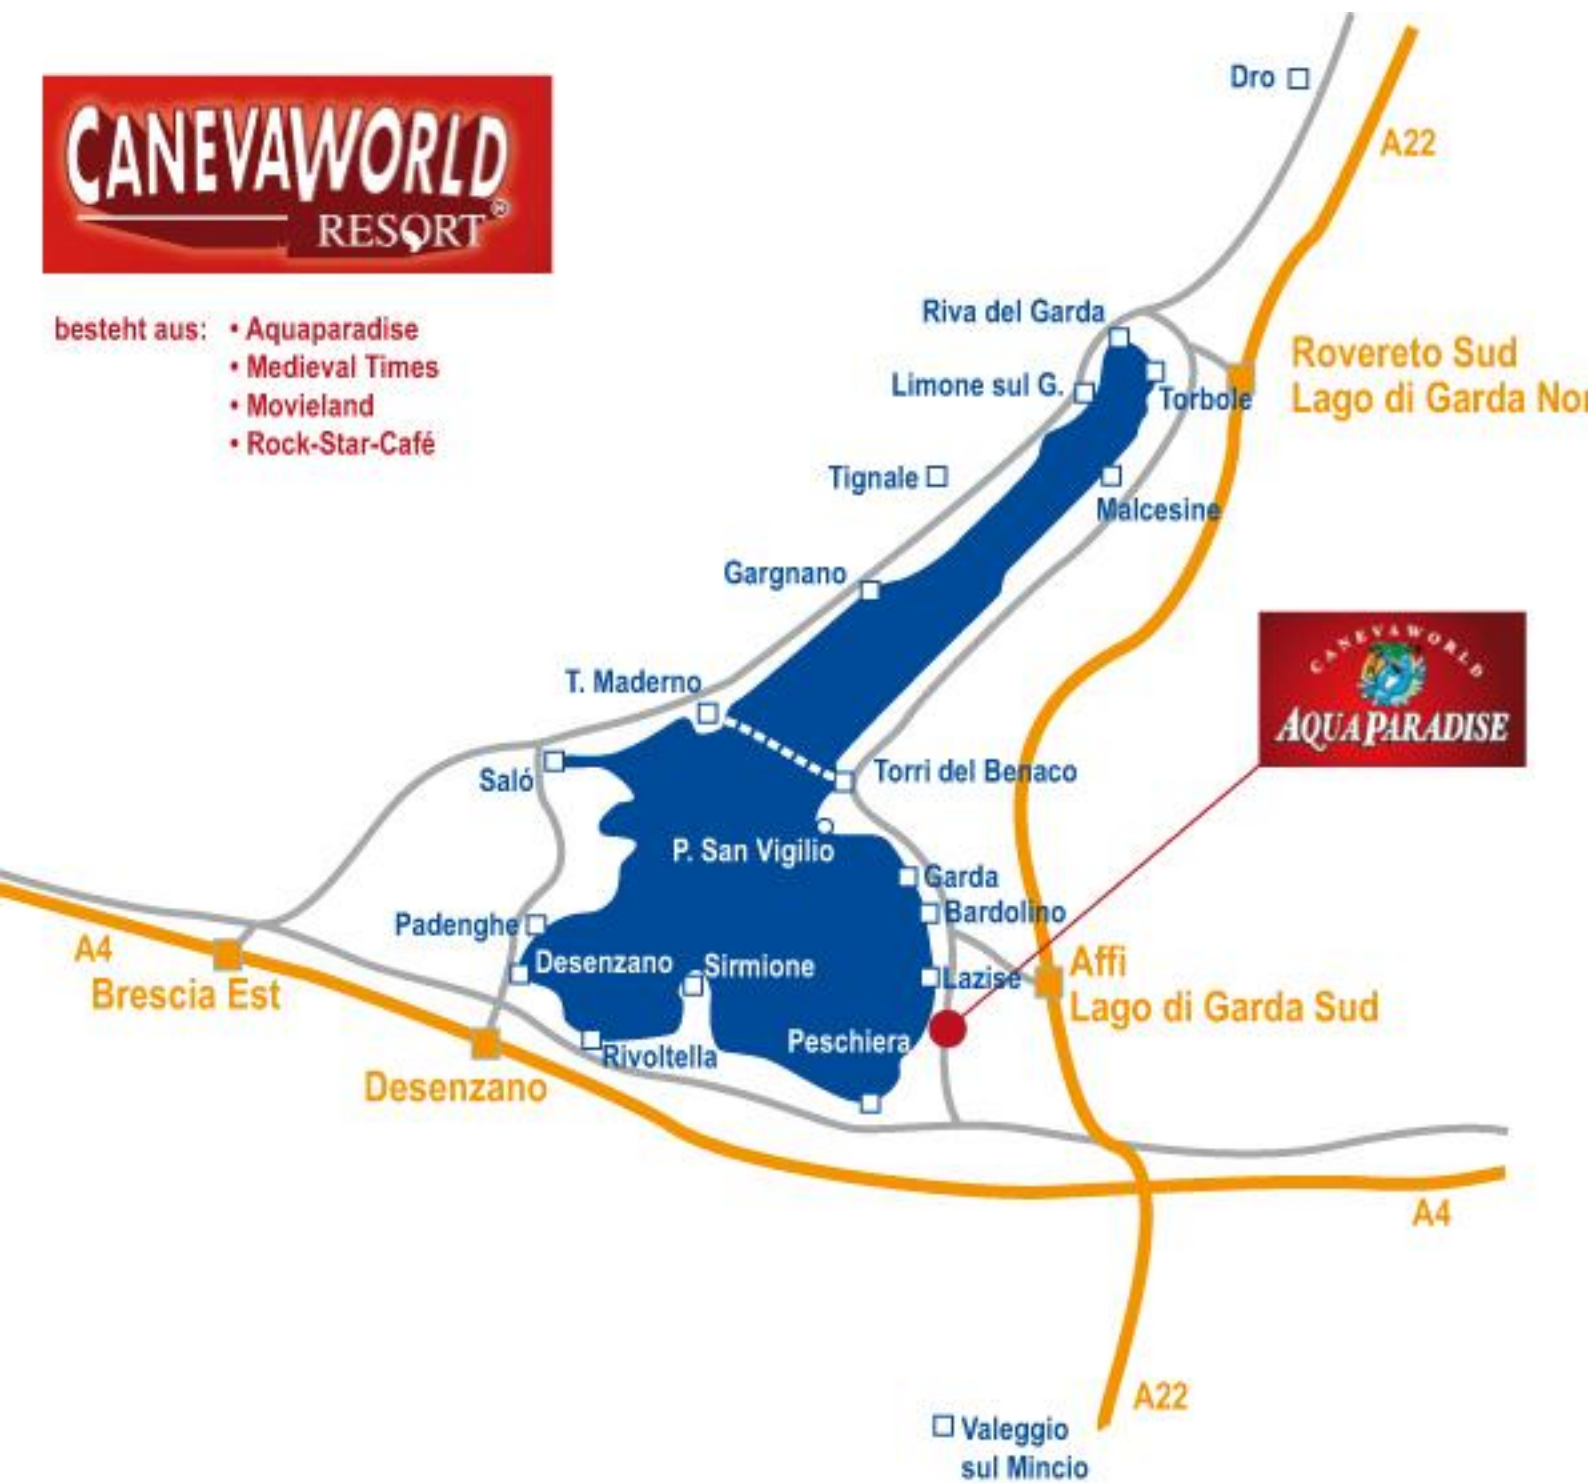 CANEVAWORLD
RESORT®
besteht aus: • Aquaparadise
• Medieval Times
• Movieland
• Rock-Star-Café
Dro
A22
Riva del Garda
Limone sul G.
Torbole
Rovereto Sud
Lago di Garda Nor
Tignale
Malcesine
Gargnano
T. Maderno
CANEVAWORLD
AQUAPARADISE
Saló
Torri del Benaco
P. San Vigilio
Garda
Bardolino
Padenghe
A4
Brescia Est
Desenzano
Sirmione
Lazise
Affi
Lago di Garda Sud
Peschiera
Rivoltella
Desenzano
A4
A22
Valeggio
sul Mincio